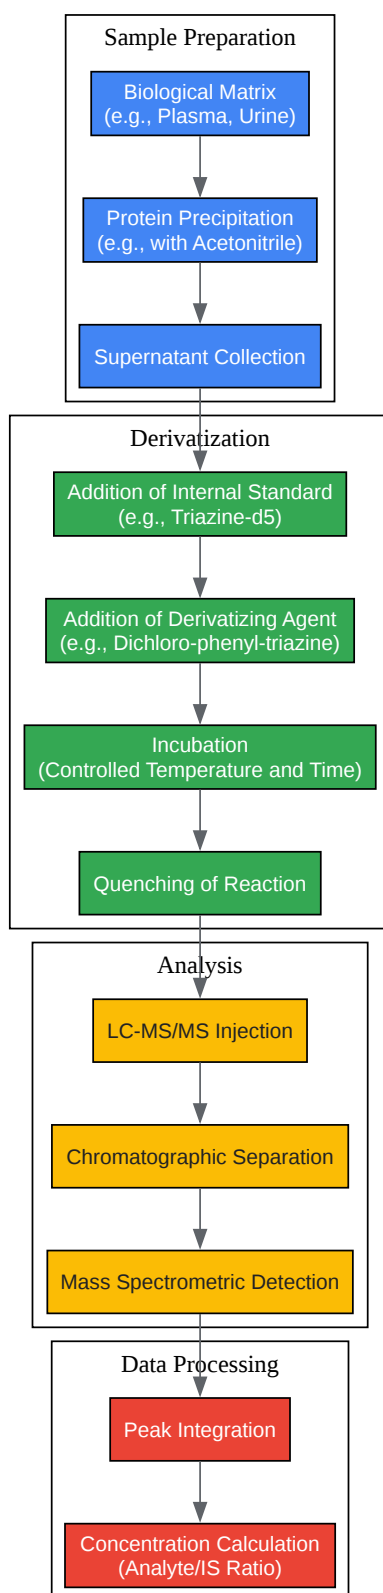 Sample Preparation
Biological Matrix
(e.g., Plasma, Urine)
Protein Precipitation
(e.g., with Acetonitrile)
Supernatant Collection
Derivatization
Addition of Internal Standard
(e.g., Triazine-d5)
Addition of Derivatizing Agent
(e.g., Dichloro-phenyl-triazine)
Incubation
(Controlled Temperature and Time)
Quenching of Reaction
Analysis
LC-MS/MS Injection
Chromatographic Separation
Mass Spectrometric Detection
Data Processing
Peak Integration
Concentration Calculation
(Analyte/IS Ratio)